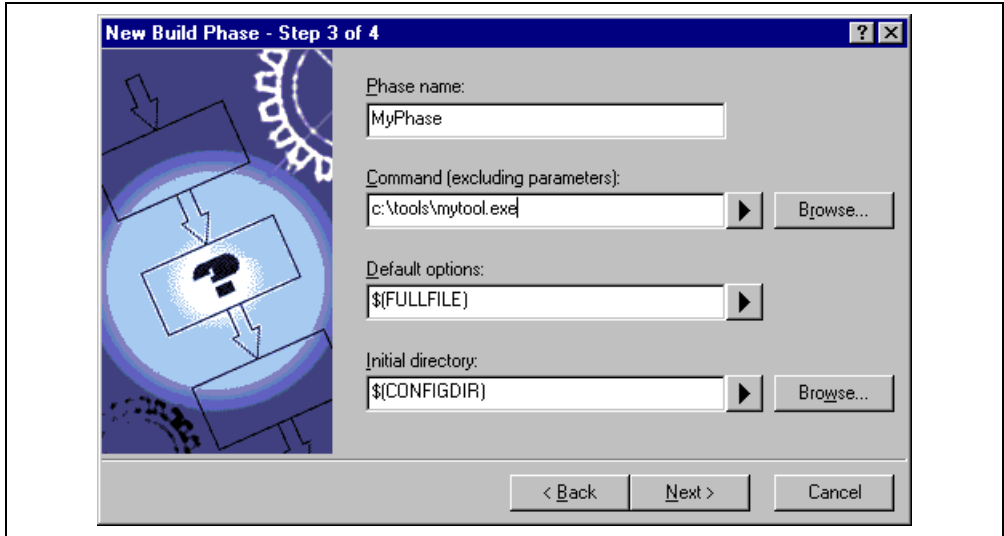 New Build Phase - Step 3 of 4
Phase name:
MyPhase
Command (excluding parameters):
c:\tools\mytool.exe
Browse...
Default options:
$(FULLFILE)
Initial directory:
$(CONFIGDIR)
Browse...
< Back
Next >
Cancel